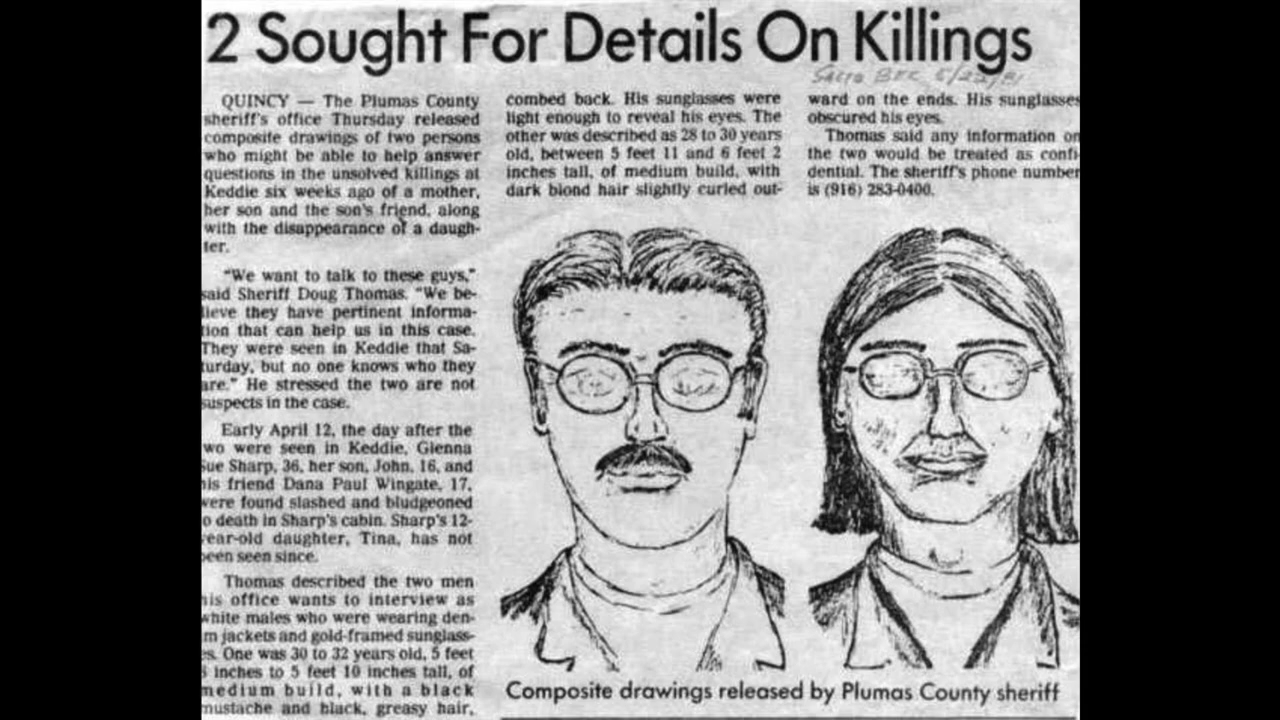 2 Sought For Details On Killings
Sacto Bee 5/22/81
QUINCY — The Plumas County
sheriff's office Thursday released
composite drawings of two persons
who might be able to help answer
questions in the unsolved killings at
Keddie six weeks ago of a mother,
her son and the son's friend, along
with the disappearance of a daugh-
ter.
"We want to talk to these guys,"
said Sheriff Doug Thomas. "We be-
lieve they have pertinent informa-
tion that can help us in this case.
They were seen in Keddie that Sa-
turday, but no one knows who they
are." He stressed the two are not
suspects in the case.
Early April 12, the day after the
two were seen in Keddie, Glenna
Sue Sharp, 36, her son, John, 16, and
his friend Dana Paul Wingate, 17,
were found slashed and bludgeoned
o death in Sharp's cabin. Sharp's 12-
year-old daughter, Tina, has not
been seen since.
Thomas described the two men
his office wants to interview as
white males who were wearing den-
m jackets and gold-framed sunglass-
es. One was 30 to 32 years old, 5 feet
inches to 5 feet 10 inches tall, of
medium build, with a black
mustache and black, greasy hair,
combed back. His sunglasses were
light enough to reveal his eyes. The
other was described as 28 to 30 years
old, between 5 feet 11 and 6 feet 2
inches tall, of medium build, with
dark blond hair slightly curled out-
ward on the ends. His sunglasses
obscured his eyes.
Thomas said any information on
the two would be treated as confi-
dential. The sheriff's phone number
is (916) 283-0400.
Composite drawings released by Plumas County sheriff